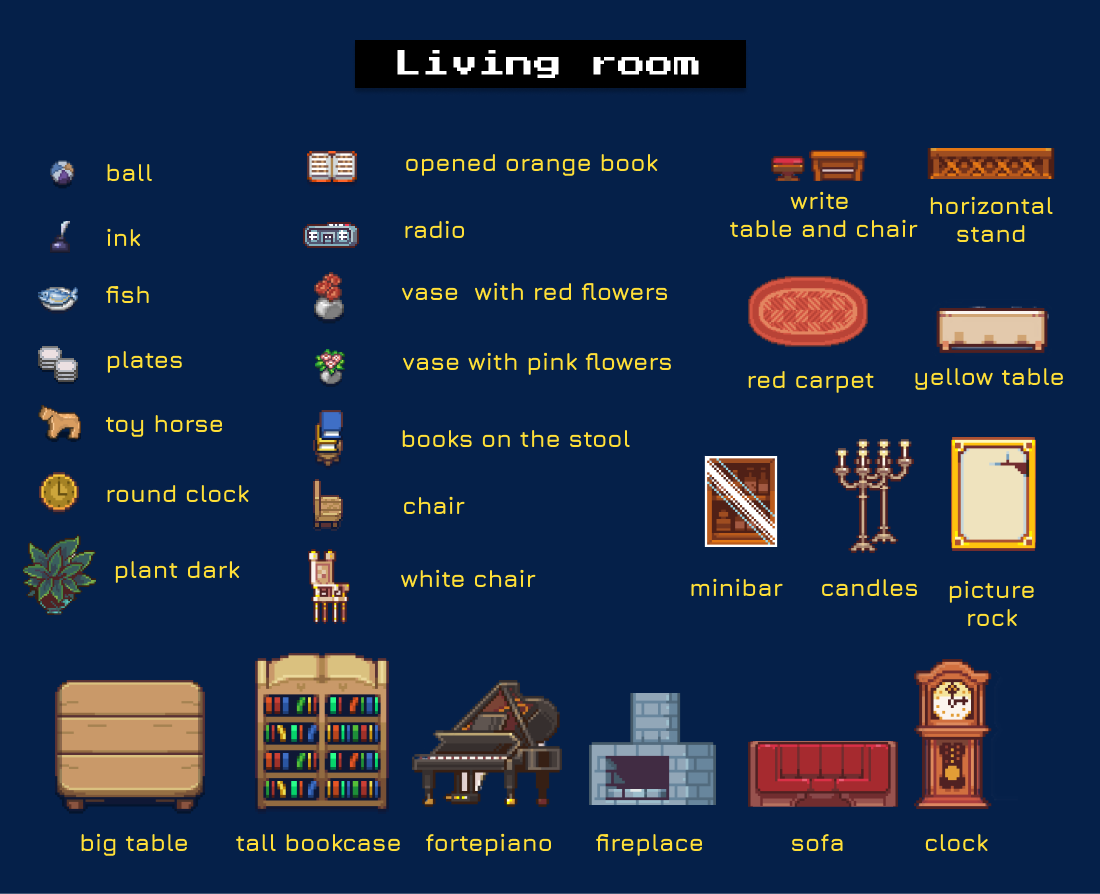 Living room
ball
ink
fish
plates
toy horse
round clock
plant dark
opened orange book
radio
vase  with red flowers
vase with pink flowers
books on the stool
chair
white chair
write
table and chair
horizontal
stand
red carpet
yellow table
minibar
candles
picture
rock
big table
tall bookcase
fortepiano
fireplace
sofa
clock